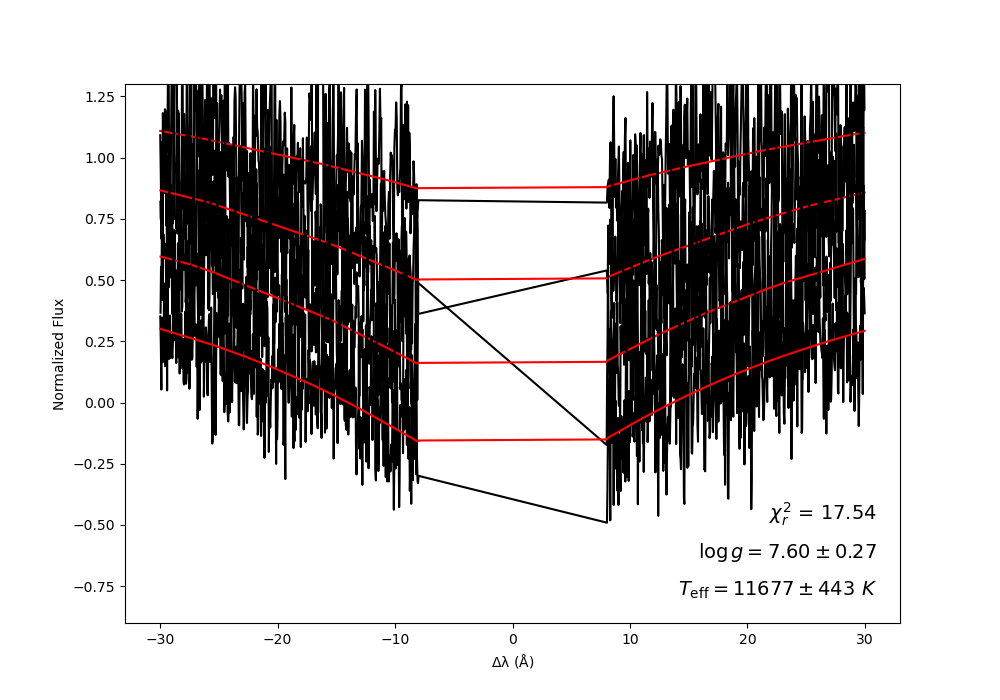 1.25
1.00
0.75
0.50
0.25
0.00
−0.25
−0.50
−0.75
Normalized Flux
χ²ᵣ = 17.54
log g = 7.60 ± 0.27
T_eff = 11677 ± 443 K
−30 −20 −10 0 10 20 30
Δλ (Å)